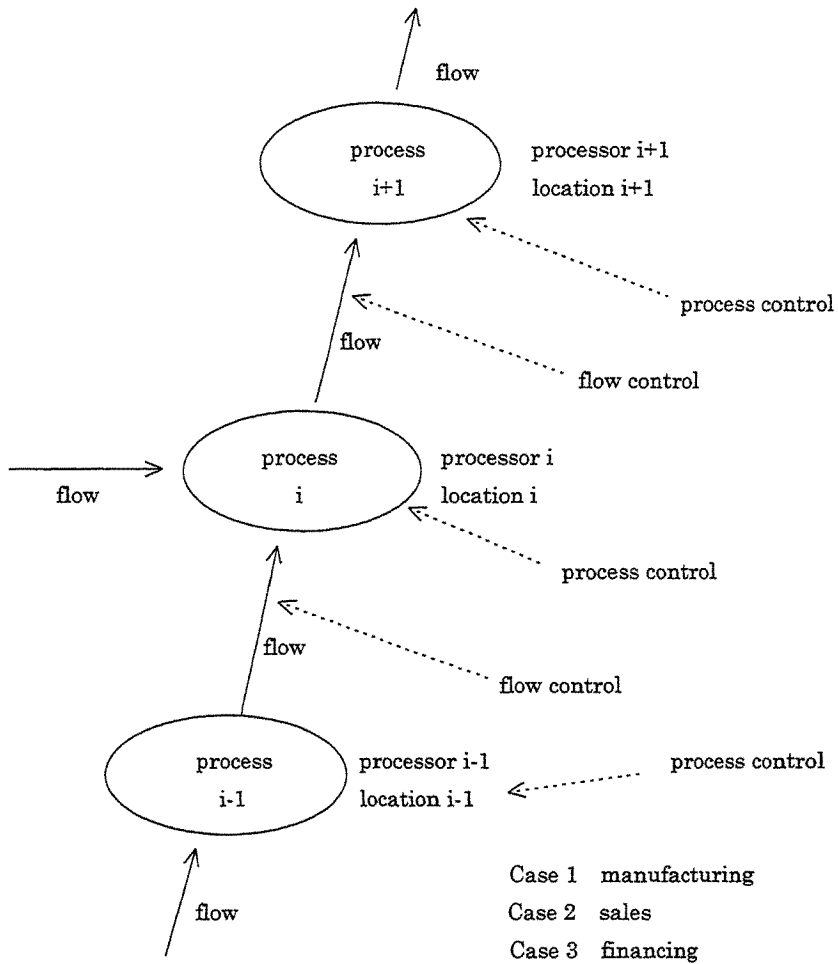 flow
process
i+1
processor i+1
location i+1
process control
flow
flow control
process
i
processor i
location i
flow
process control
flow
flow control
process
i-1
processor i-1
location i-1
process control
flow
Case 1 manufacturing
Case 2 sales
Case 3 financing